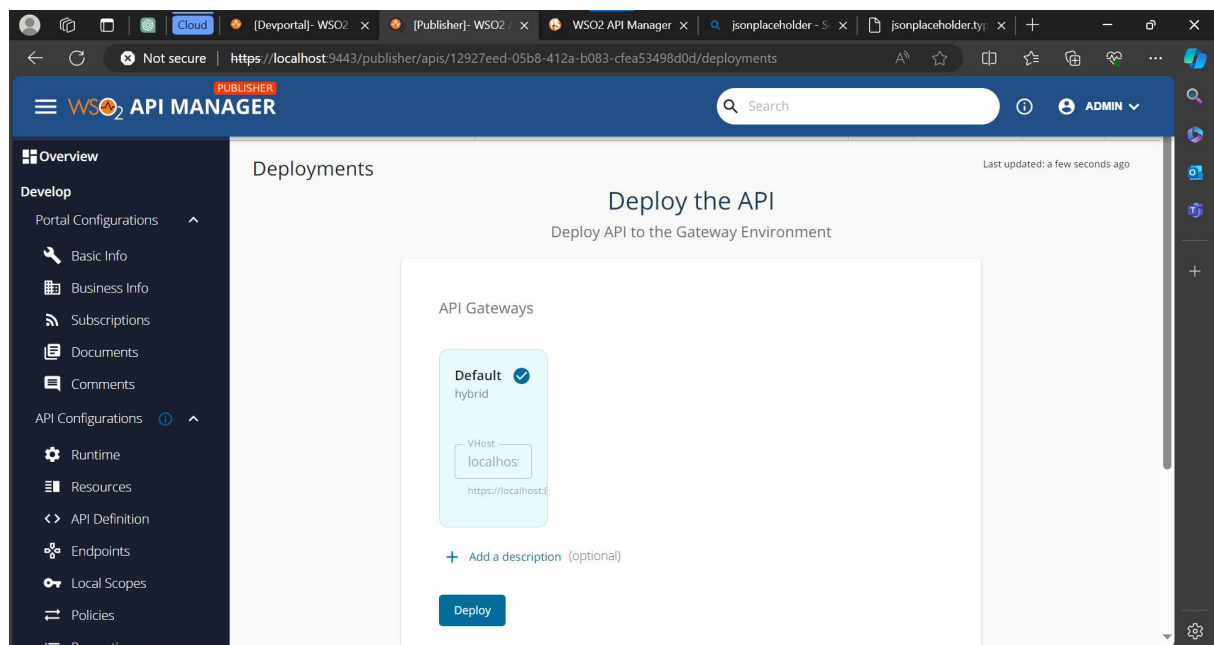 Cloud
[Devportal]- WSO2
[Publisher]- WSO2 /
WSO2 API Manager
jsonplaceholder - S
jsonplaceholder.typ
Not secure
https://localhost:9443/publisher/apis/12927eed-05b8-412a-b083-cfea53498d0d/deployments
PUBLISHER
WSO2 API MANAGER
Search
ADMIN
Overview
Develop
Portal Configurations
Basic Info
Business Info
Subscriptions
Documents
Comments
API Configurations
Runtime
Resources
API Definition
Endpoints
Local Scopes
Policies
Deployments
Last updated: a few seconds ago
Deploy the API
Deploy API to the Gateway Environment
API Gateways
Default
hybrid
VHost
localhos
https://localhost:8
+ Add a description (optional)
Deploy